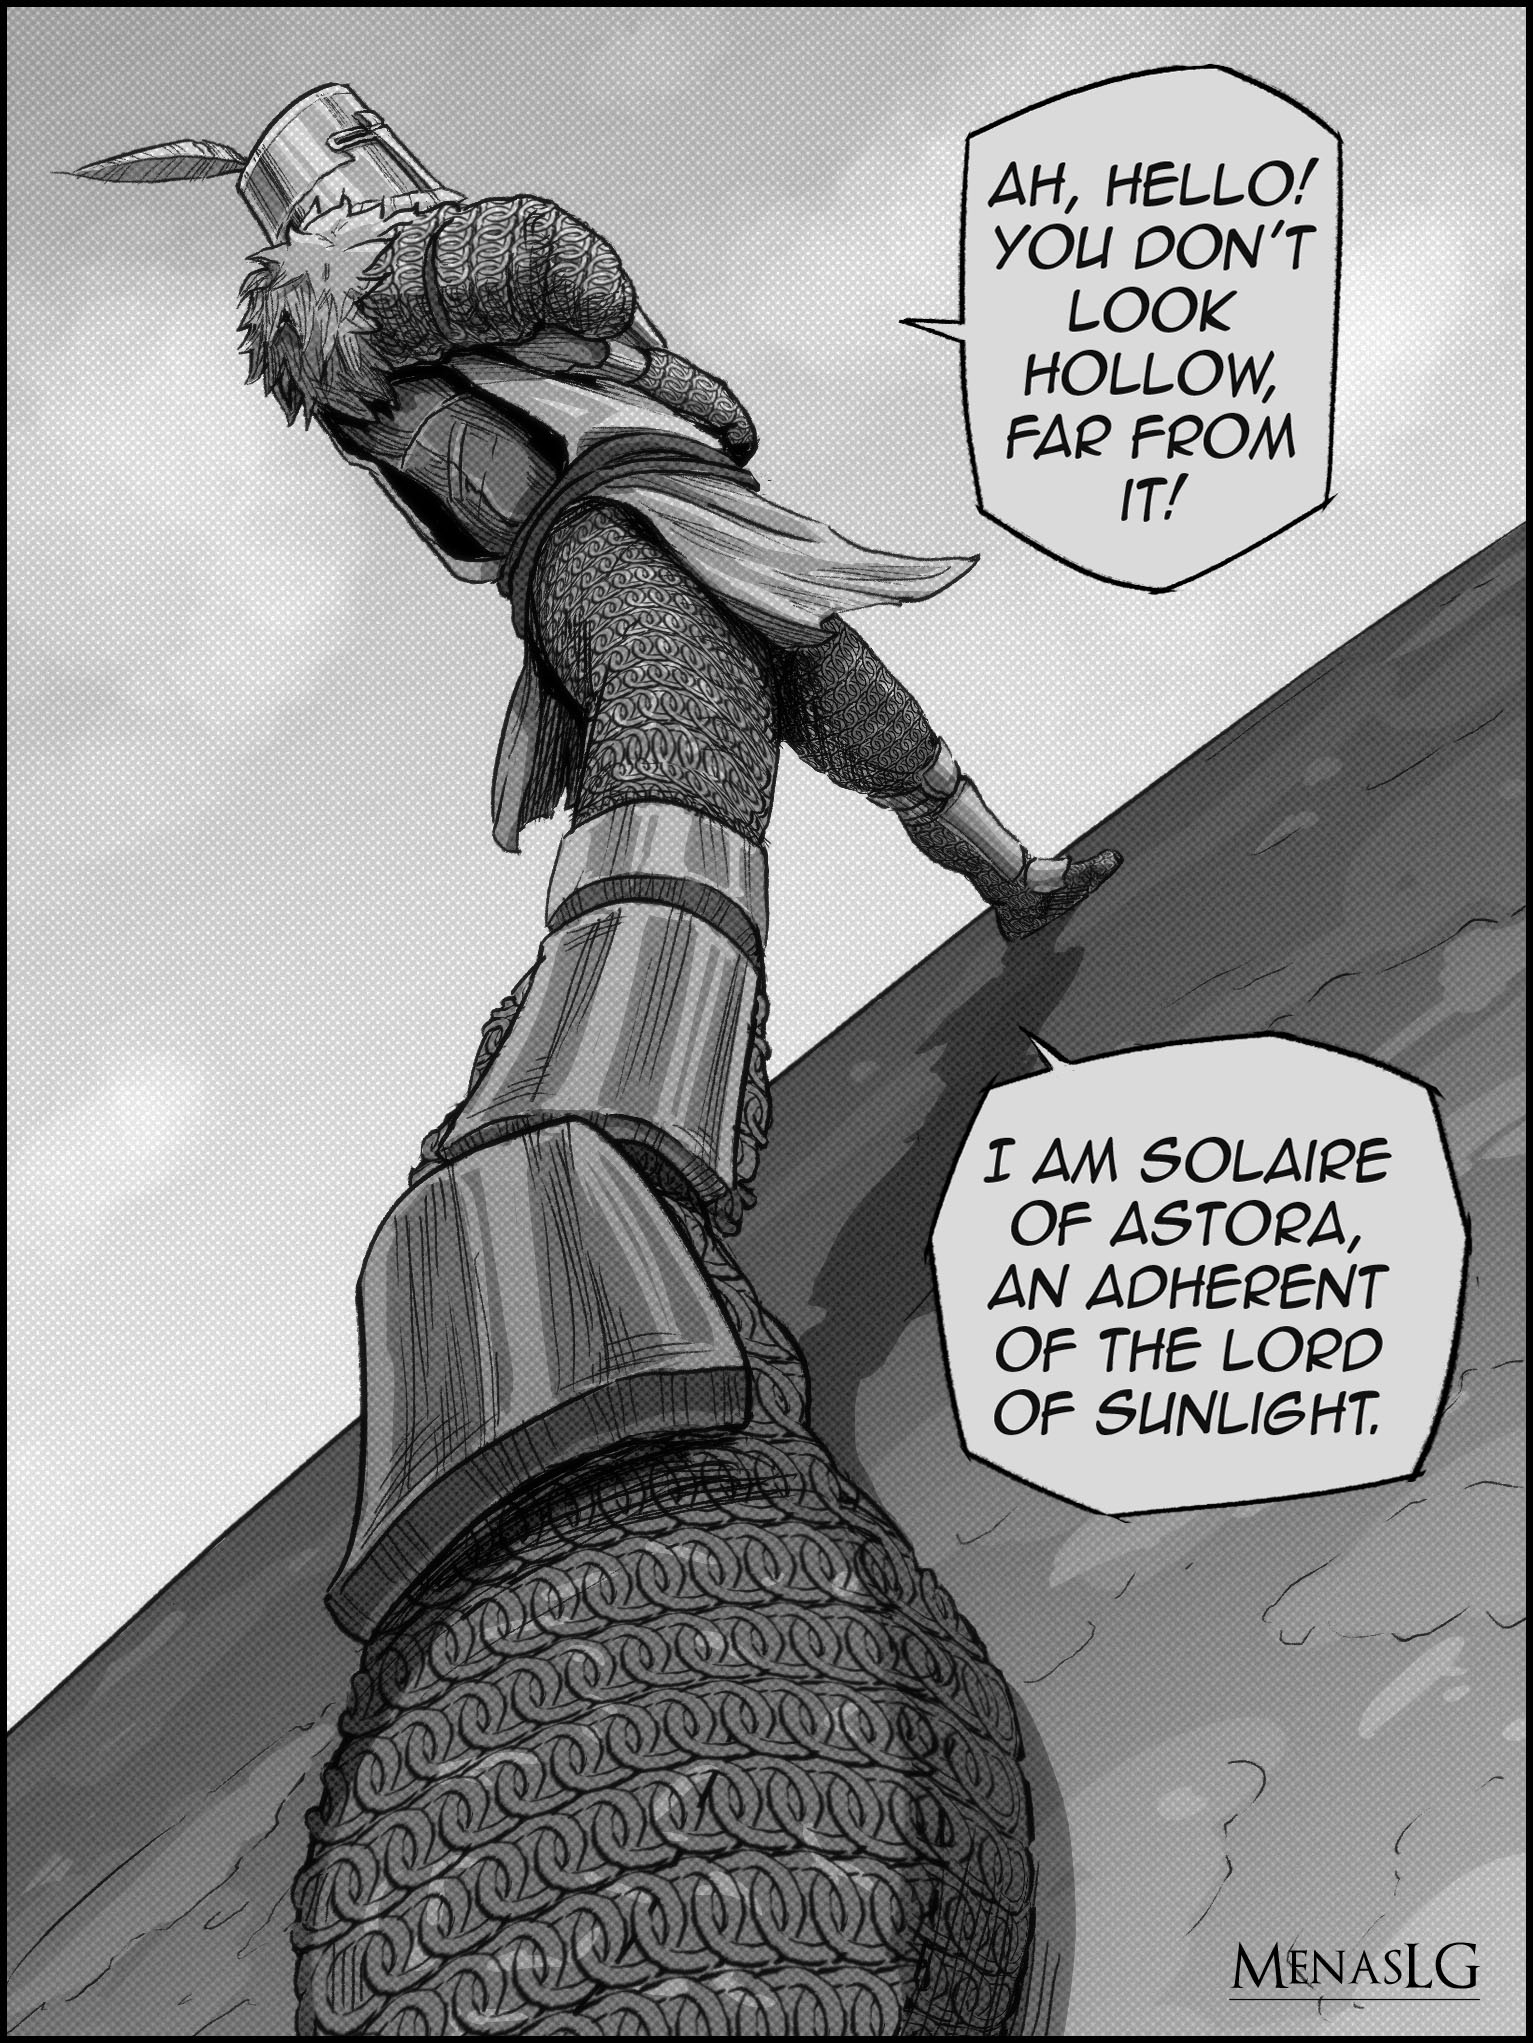 AH, HELLO!
YOU DON'T
LOOK
HOLLOW,
FAR FROM
IT!
I AM SOLAIRE
OF ASTORA,
AN ADHERENT
OF THE LORD
OF SUNLIGHT.
MENASLG